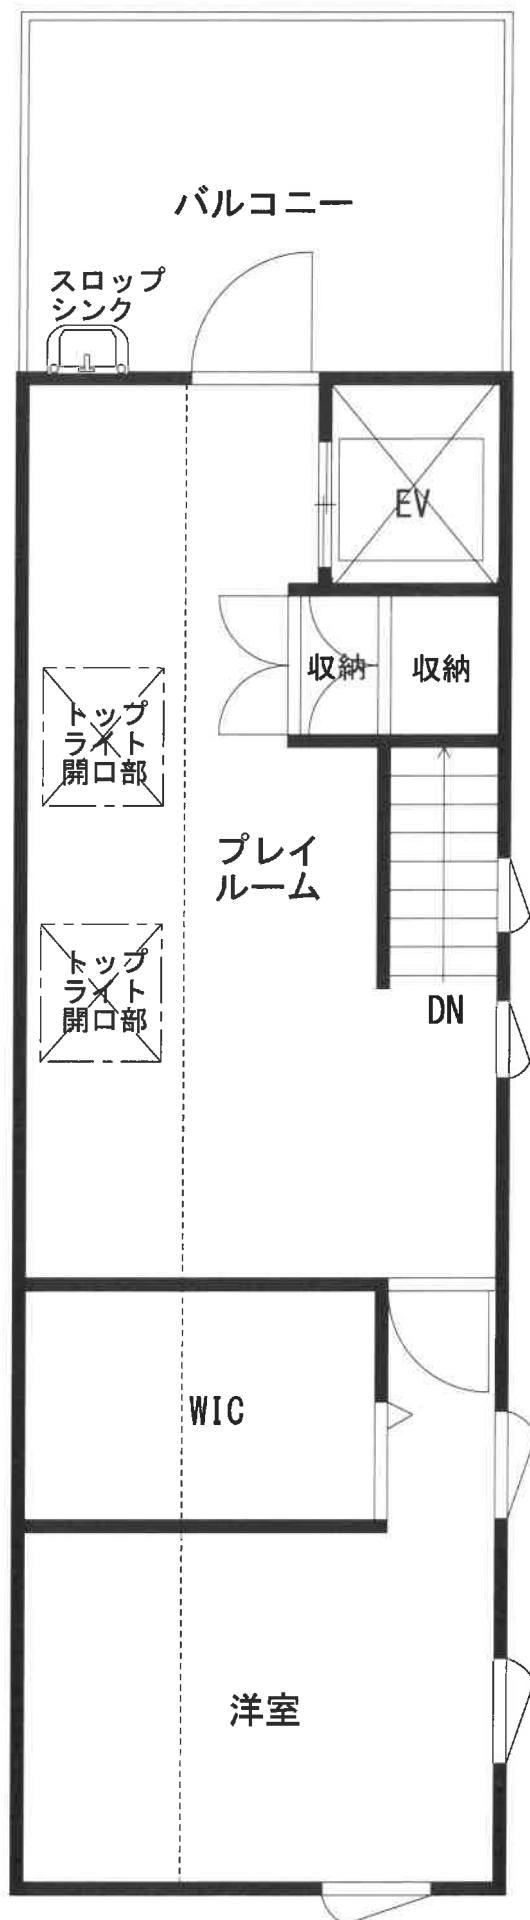 バルコニー
スロップ
シンク
EV
収納
収納
トップ
ライト
開口部
プレイ
ルーム
トップ
ライト
開口部
DN
WIC
洋室